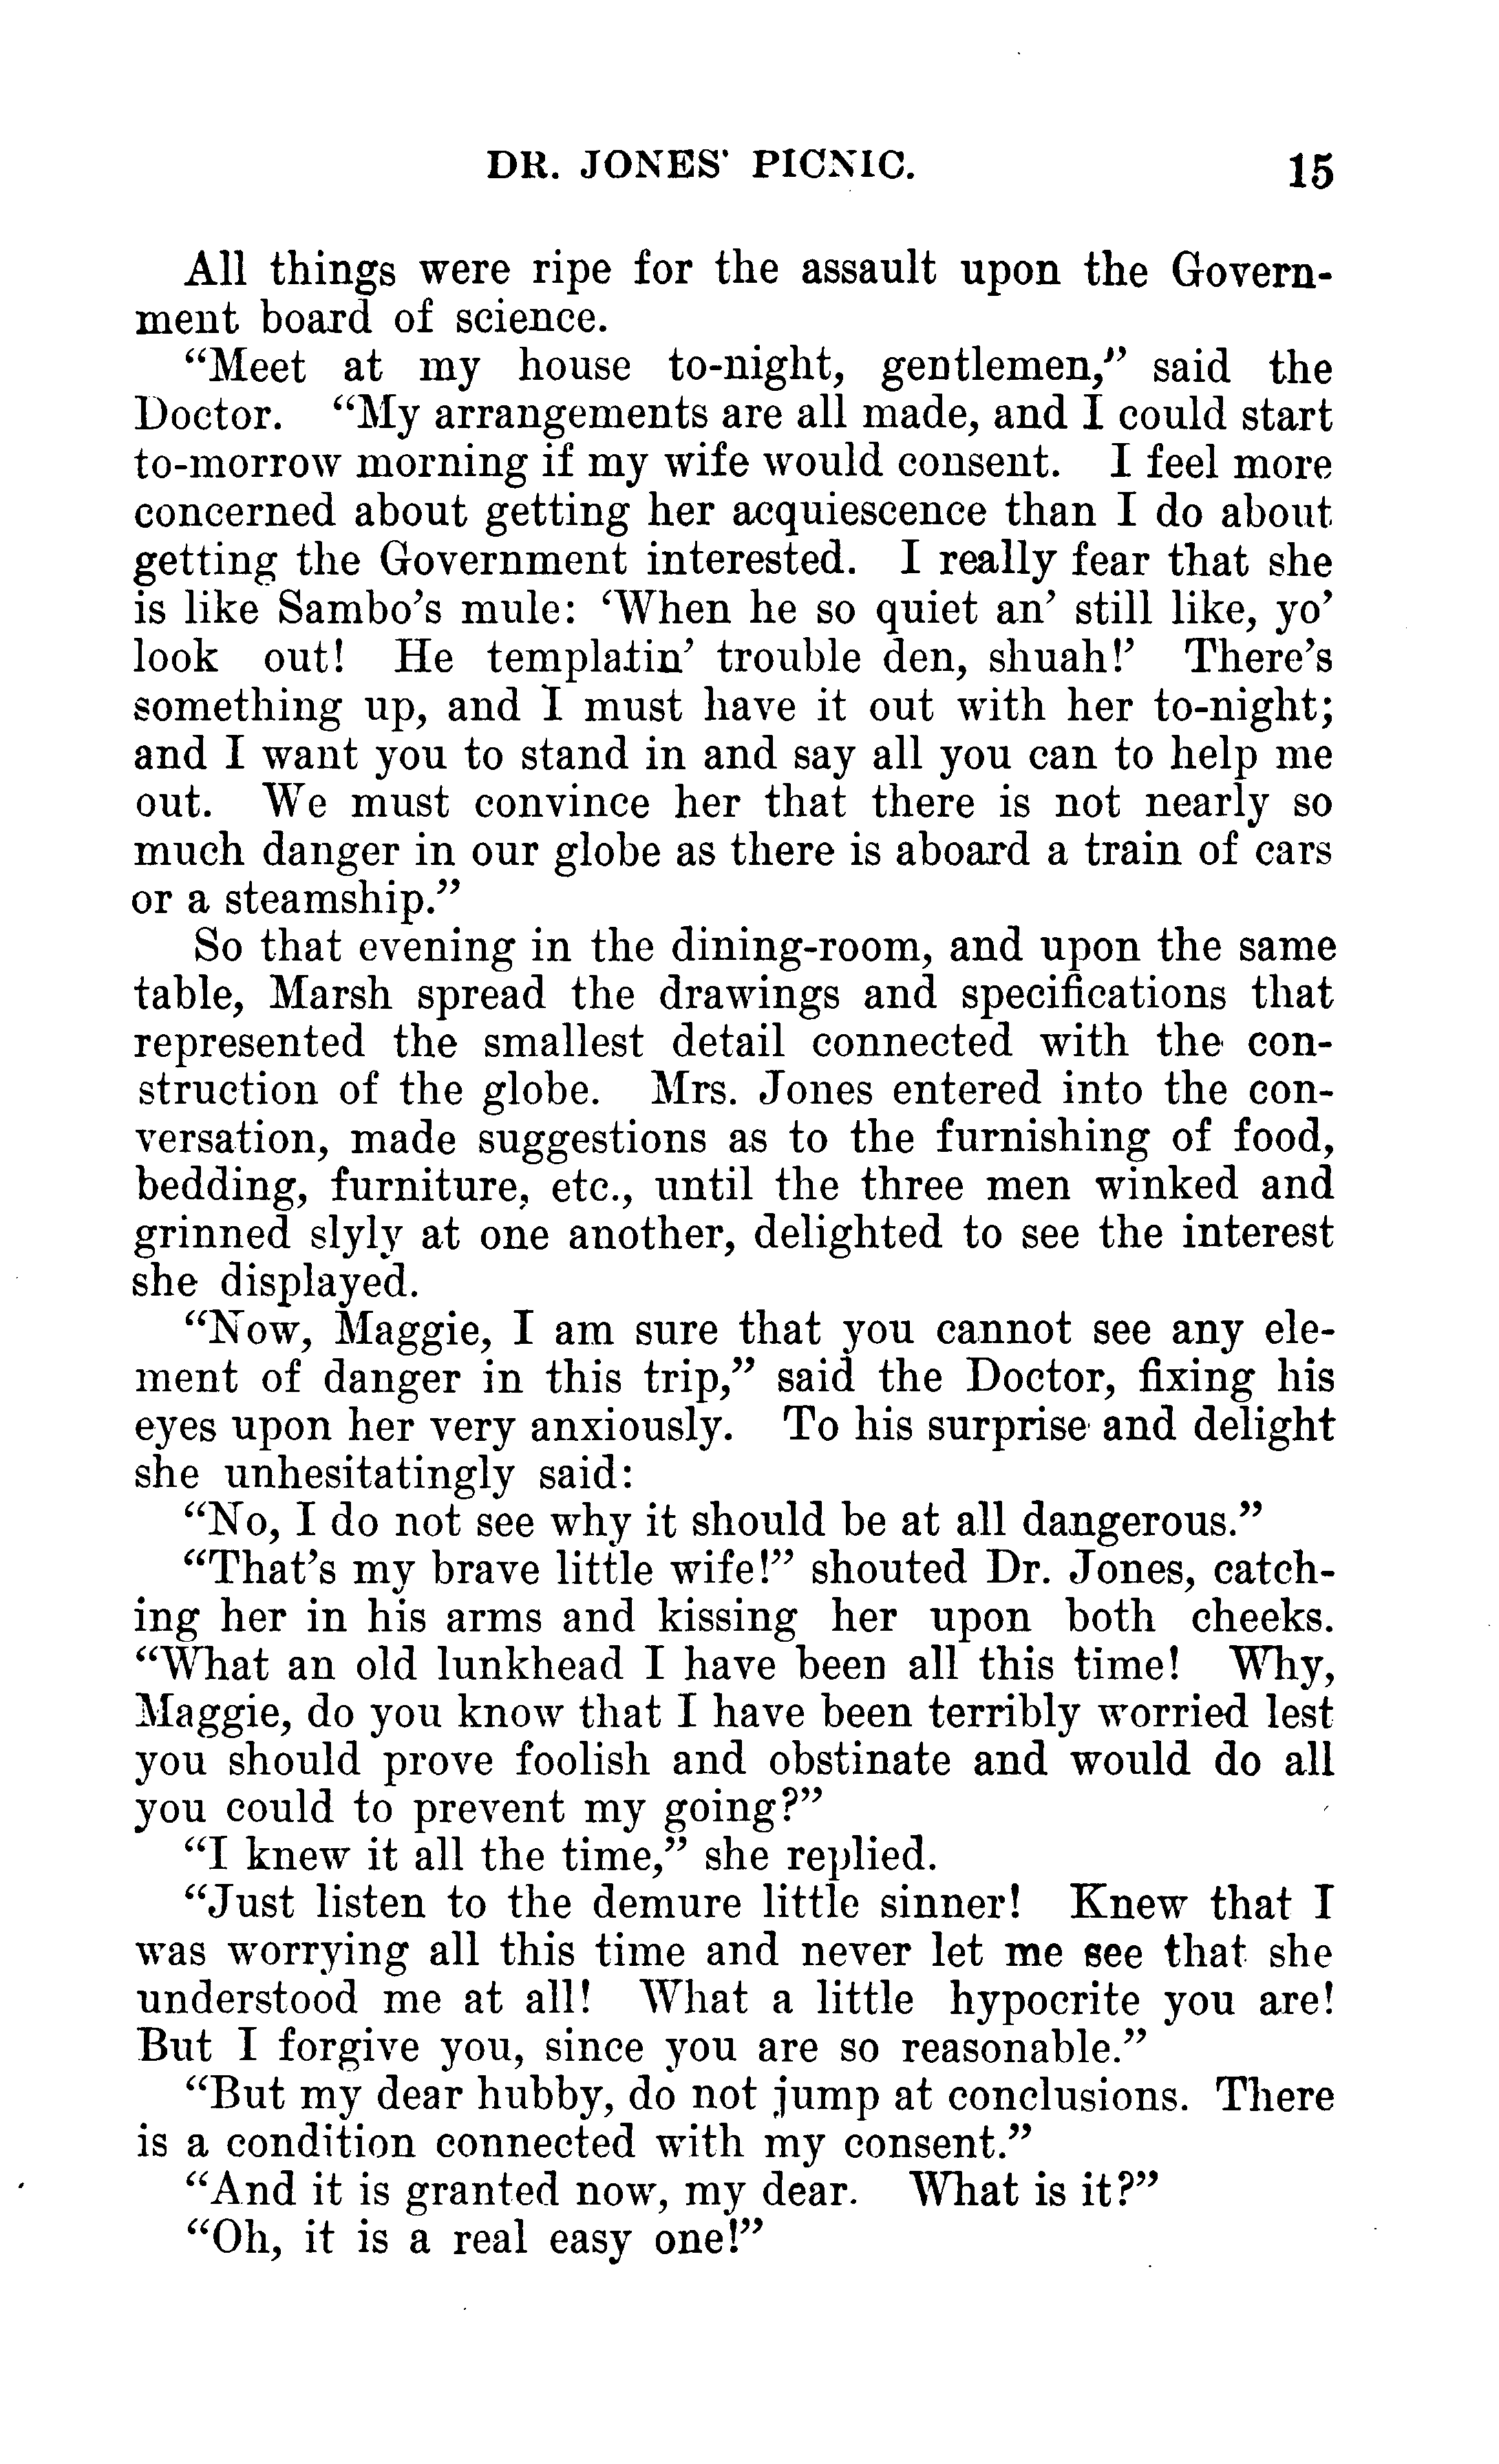 DR. JONES' PICNIC. 15
All things were ripe for the assault upon the Govern-
ment board of science.
“Meet at my house to-night, gentlemen,” said the
Doctor. “My arrangements are all made, and I could start
to-morrow morning if my wife would consent. I feel more
concerned about getting her acquiescence than I do about
getting the Government interested. I really fear that she
is like Sambo’s mule: ‘When he so quiet an’ still like, yo’
look out! He templatin’ trouble den, shuah!’ There’s
something up, and I must have it out with her to-night;
and I want you to stand in and say all you can to help me
out. We must convince her that there is not nearly so
much danger in our globe as there is aboard a train of cars
or a steamship.”
So that evening in the dining-room, and upon the same
table, Marsh spread the drawings and specifications that
represented the smallest detail connected with the con-
struction of the globe. Mrs. Jones entered into the con-
versation, made suggestions as to the furnishing of food,
bedding, furniture, etc., until the three men winked and
grinned slyly at one another, delighted to see the interest
she displayed.
“Now, Maggie, I am sure that you cannot see any ele-
ment of danger in this trip,” said the Doctor, fixing his
eyes upon her very anxiously. To his surprise and delight
she unhesitatingly said:
“No, I do not see why it should be at all dangerous.”
“That’s my brave little wife!” shouted Dr. Jones, catch-
ing her in his arms and kissing her upon both cheeks.
“What an old lunkhead I have been all this time! Why,
Maggie, do you know that I have been terribly worried lest
you should prove foolish and obstinate and would do all
you could to prevent my going?”
“I knew it all the time,” she replied.
“Just listen to the demure little sinner! Knew that I
was worrying all this time and never let me see that she
understood me at all! What a little hypocrite you are!
But I forgive you, since you are so reasonable.”
“But my dear hubby, do not jump at conclusions. There
is a condition connected with my consent.”
“And it is granted now, my dear. What is it?”
“Oh, it is a real easy one!”